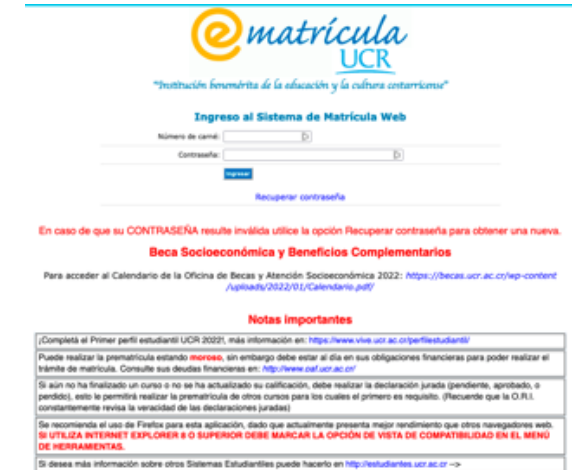 ematrícula
UCR
"Institución benemérita de la educación y la cultura costarricense"
Ingreso al Sistema de Matrícula Web
Número de carné:
Contraseña:
Ingresar
Recuperar contraseña
En caso de que su CONTRASEÑA resulte inválida utilice la opción Recuperar contraseña para obtener una nueva.
Beca Socioeconómica y Beneficios Complementarios
Para acceder al Calendario de la Oficina de Becas y Atención Socioeconómica 2022: https://becas.ucr.ac.cr/wp-content
/uploads/2022/01/Calendario.pdf/
Notas importantes
¡Completá el Primer perfil estudiantil UCR 2022!, más información en: https://www.vive.ucr.ac.cr/perfilestudiantil/
Puede realizar la prematrícula estando moroso, sin embargo debe estar al día en sus obligaciones financieras para poder realizar el
trámite de matrícula. Consulte sus deudas financieras en: http://www.oaf.ucr.ac.cr/
Si aún no ha finalizado un curso o no se ha actualizado su calificación, debe realizar la declaración jurada (pendiente, aprobado, o
perdido), esto le permitirá realizar la prematrícula de otros cursos para los cuales el primero es requisito. (Recuerde que la O.R.I.
constantemente revisa la veracidad de las declaraciones juradas)
Se recomienda el uso de Firefox para esta aplicación, dado que actualmente presenta mejor rendimiento que otros navegadores web.
SI UTILIZA INTERNET EXPLORER 8 O SUPERIOR DEBE MARCAR LA OPCIÓN DE VISTA DE COMPATIBILIDAD EN EL MENÚ
DE HERRAMIENTAS.
Si desea más información sobre otros Sistemas Estudiantiles puede hacerlo en http://estudiantes.ucr.ac.cr -->